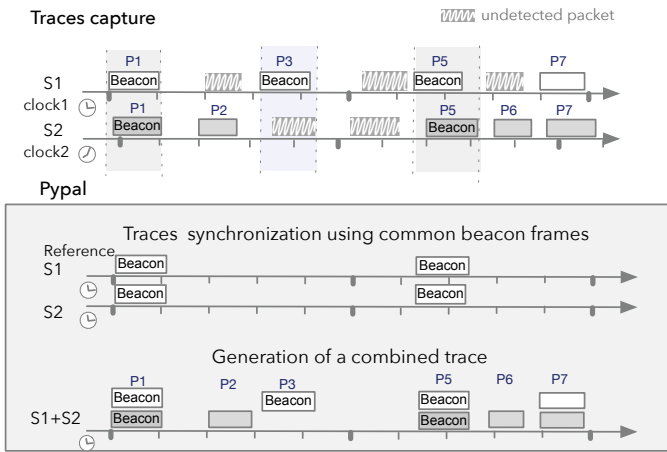 Traces capture
undetected packet
P1 P3 P5 P7
S1 Beacon Beacon Beacon
clock1
P1 P2 P5 P6 P7
S2 Beacon Beacon
clock2
Pypal
Traces synchronization using common beacon frames
Reference
S1 Beacon Beacon
S2 Beacon Beacon
Generation of a combined trace
P1 P2 P3 P5 P6 P7
Beacon Beacon Beacon
S1+S2 Beacon Beacon